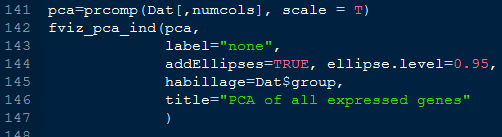 141 pca=prcomp(Dat[,numcols], scale = T)
142 fviz_pca_ind(pca,
143 label="none",
144 addEllipses=TRUE, ellipse.level=0.95,
145 habillage=Dat$group,
146 title="PCA of all expressed genes"
147 )
148